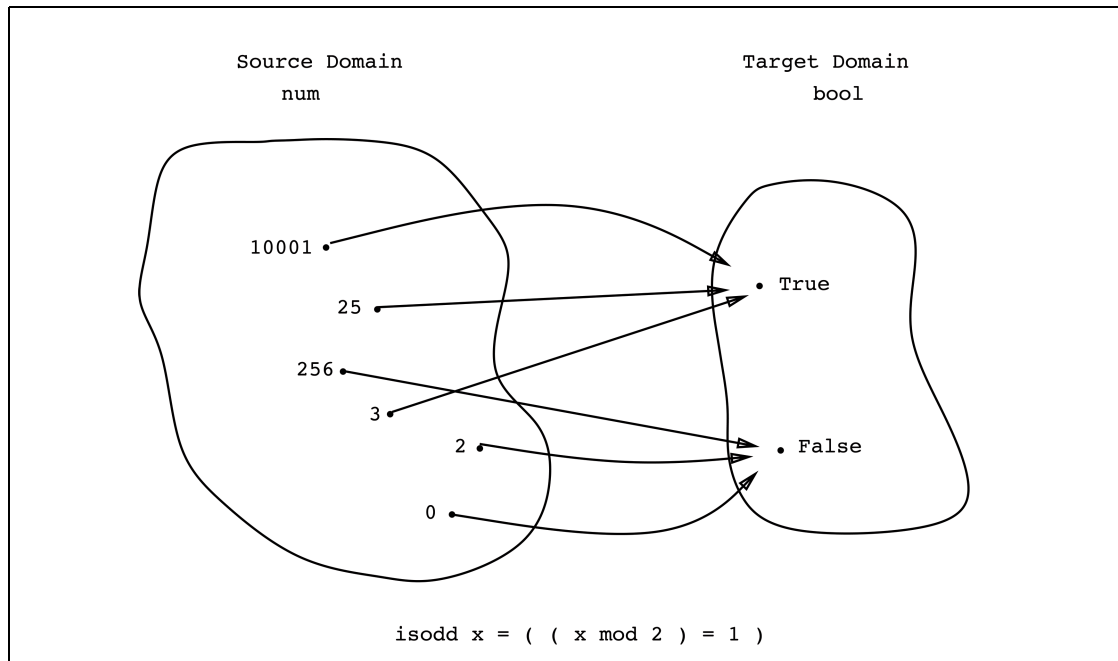 Source Domain
num
Target Domain
bool
10001
25
256
3
2
0
True
False
isodd x = ( ( x mod 2 ) = 1 )